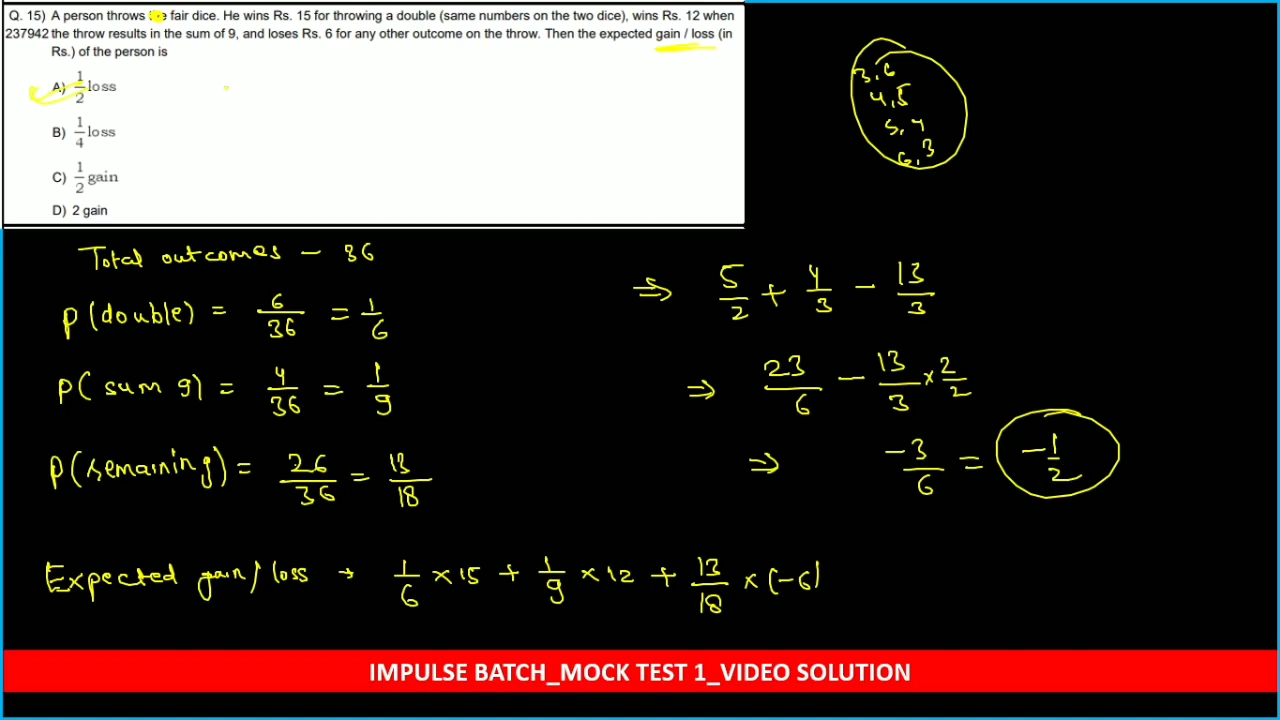 Q. 15) A person throws fair dice. He wins Rs. 15 for throwing a double (same numbers on the two dice), wins Rs. 12 when
237942 the throw results in the sum of 9, and loses Rs. 6 for any other outcome on the throw. Then the expected gain / loss (in
Rs.) of the person is
A) 1/2 loss
B) 1/4 loss
C) 1/2 gain
D) 2 gain
3,6
4,5
5,4
6,3
Total outcomes - 36
P(double) = 6/36 = 1/6
P(sum 9) = 4/36 = 1/9
P(remaining) = 26/36 = 13/18
Expected gain/loss → 1/6 × 15 + 1/9 × 12 + 13/18 × (-6)
⇒ 5/2 + 4/3 - 13/3
⇒ 23/6 - 13/3 × 2/2
⇒ -3/6 = -1/2
IMPULSE BATCH_MOCK TEST 1_VIDEO SOLUTION